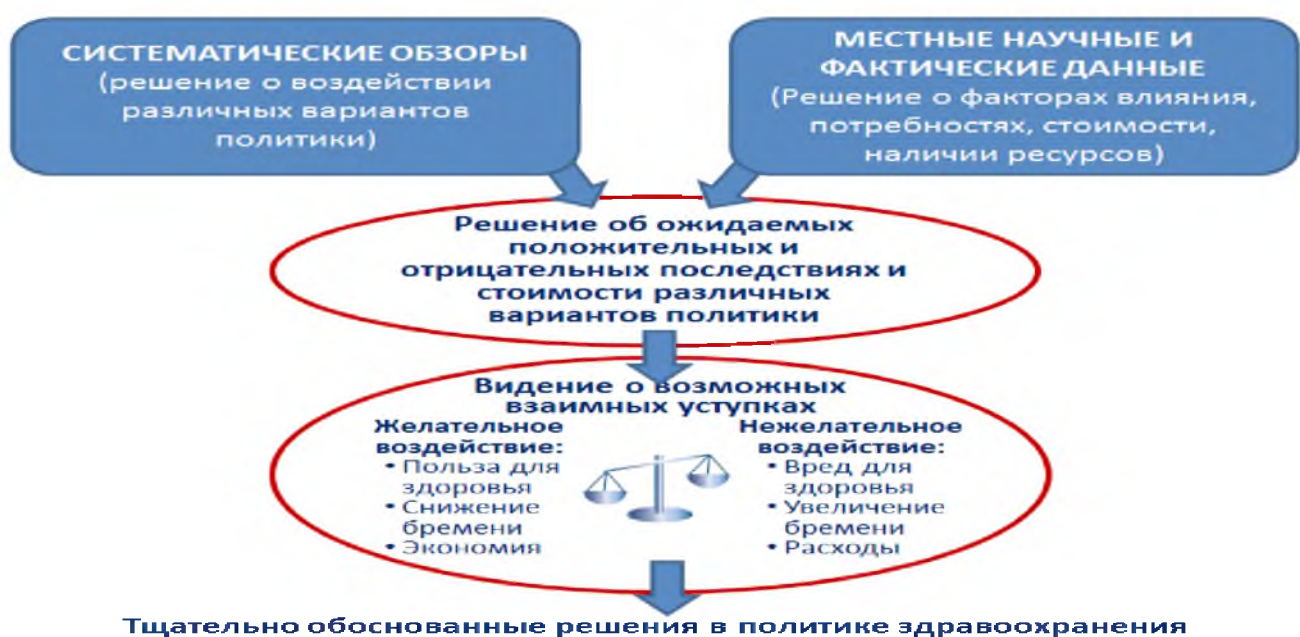 СИСТЕМАТИЧЕСКИЕ ОБЗОРЫ
(решение о воздействии
различных вариантов
политики)
МЕСТНЫЕ НАУЧНЫЕ И
ФАКТИЧЕСКИЕ ДАННЫЕ
(Решение о факторах влияния,
потребностях, стоимости,
наличии ресурсов)
Решение об ожидаемых
положительных и
отрицательных последствиях и
стоимости различных
вариантов политики
Видение о возможных
взаимных уступках
Желательное
воздействие:
• Польза для
здоровья
• Снижение
бремени
• Экономия
Нежелательное
воздействие:
• Вред для
здоровья
• Увеличение
бремени
• Расходы
Тщательно обоснованные решения в политике здравоохранения